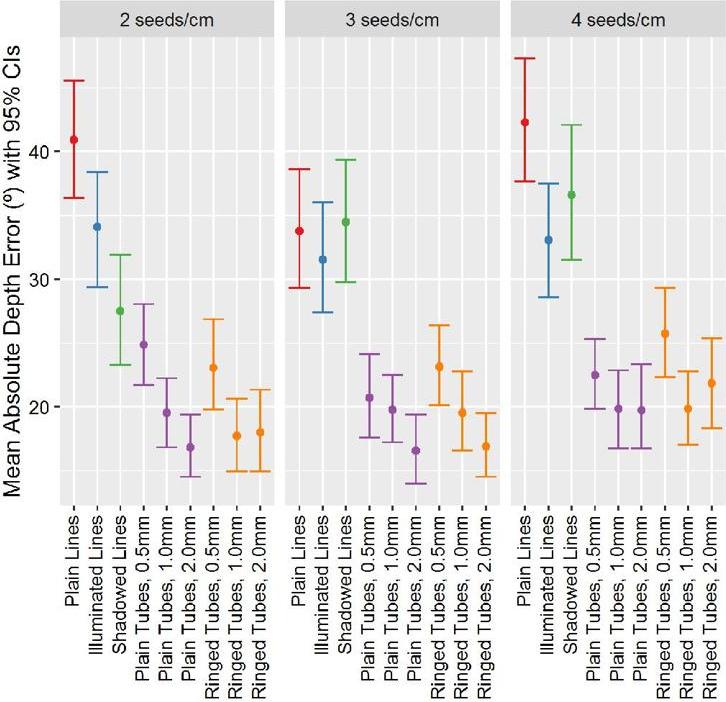 2 seeds/cm
3 seeds/cm
4 seeds/cm
Mean Absolute Depth Error (º) with 95% CIs
40
30
20
Plain Lines
Illuminated Lines
Shadowed Lines
Plain Tubes, 0.5mm
Plain Tubes, 1.0mm
Plain Tubes, 2.0mm
Ringed Tubes, 0.5mm
Ringed Tubes, 1.0mm
Ringed Tubes, 2.0mm
Plain Lines
Illuminated Lines
Shadowed Lines
Plain Tubes, 0.5mm
Plain Tubes, 1.0mm
Plain Tubes, 2.0mm
Ringed Tubes, 0.5mm
Ringed Tubes, 1.0mm
Ringed Tubes, 2.0mm
Plain Lines
Illuminated Lines
Shadowed Lines
Plain Tubes, 0.5mm
Plain Tubes, 1.0mm
Plain Tubes, 2.0mm
Ringed Tubes, 0.5mm
Ringed Tubes, 1.0mm
Ringed Tubes, 2.0mm